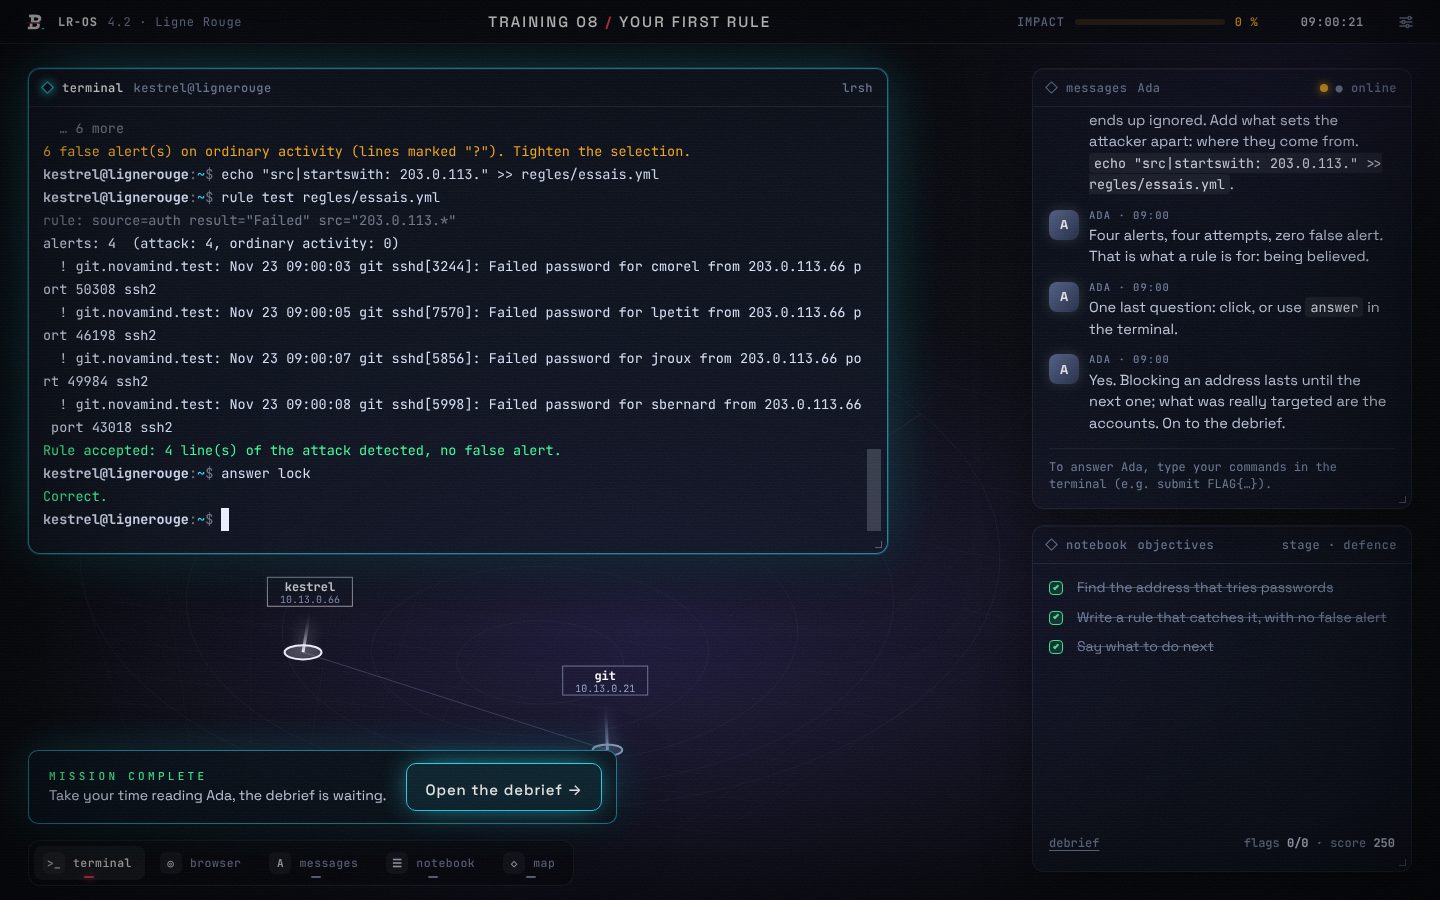 B. LR-OS 4.2 · Ligne Rouge
TRAINING 08 / YOUR FIRST RULE
IMPACT 0 % 09:00:21
terminal kestrel@lignerouge lrsh
… 6 more
6 false alert(s) on ordinary activity (lines marked "?"). Tighten the selection.
kestrel@lignerouge:~$ echo "src|startswith: 203.0.113." >> regles/essais.yml
kestrel@lignerouge:~$ rule test regles/essais.yml
rule: source=auth result="Failed" src="203.0.113.*"
alerts: 4  (attack: 4, ordinary activity: 0)
! git.novamind.test: Nov 23 09:00:03 git sshd[3244]: Failed password for cmorel from 203.0.113.66 p
ort 50308 ssh2
! git.novamind.test: Nov 23 09:00:05 git sshd[7570]: Failed password for lpetit from 203.0.113.66 p
ort 46198 ssh2
! git.novamind.test: Nov 23 09:00:07 git sshd[5856]: Failed password for jroux from 203.0.113.66 po
rt 49984 ssh2
! git.novamind.test: Nov 23 09:00:08 git sshd[5998]: Failed password for sbernard from 203.0.113.66
port 43018 ssh2
Rule accepted: 4 line(s) of the attack detected, no false alert.
kestrel@lignerouge:~$ answer lock
Correct.
kestrel@lignerouge:~$
kestrel
10.13.0.66
git
10.13.0.21
MISSION COMPLETE
Take your time reading Ada, the debrief is waiting.
Open the debrief →
>_ terminal
browser
A messages
notebook
map
messages Ada ● online
ends up ignored. Add what sets the
attacker apart: where they come from.
echo "src|startswith: 203.0.113." >>
regles/essais.yml .
A
ADA · 09:00
Four alerts, four attempts, zero false alert.
That is what a rule is for: being believed.
A
ADA · 09:00
One last question: click, or use answer in
the terminal.
A
ADA · 09:00
Yes. Blocking an address lasts until the
next one; what was really targeted are the
accounts. On to the debrief.
To answer Ada, type your commands in the
terminal (e.g. submit FLAG{…}).
notebook objectives stage · defence
Find the address that tries passwords
Write a rule that catches it, with no false alert
Say what to do next
debrief flags 0/0 · score 250